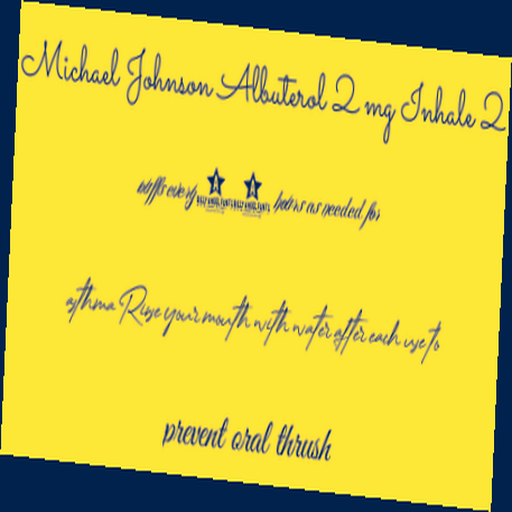 Michael Johnson Albuterol 2 mg Inhale 2
puffs every hours as needed for
asthma Rinse your mouth with water after each use to
prevent oral thrush